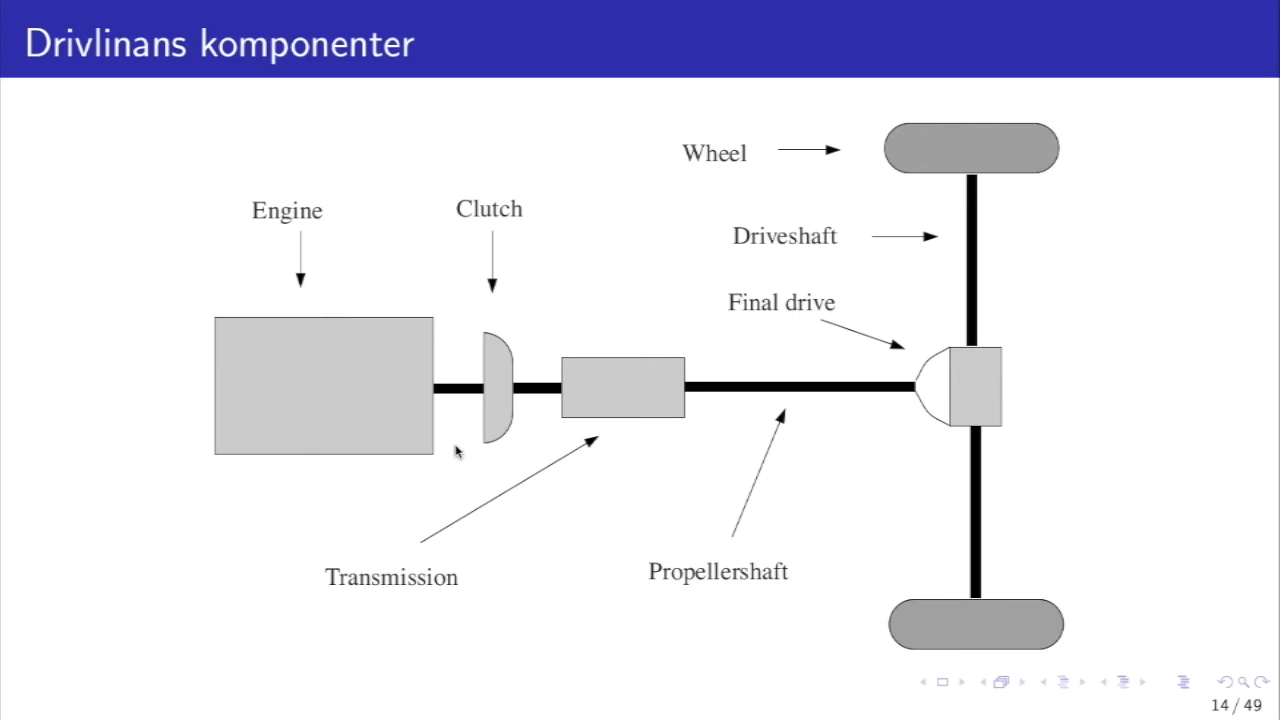 Drivlinans komponenter
Wheel
Engine
Clutch
Driveshaft
Final drive
Transmission
Propellershaft
14 / 49